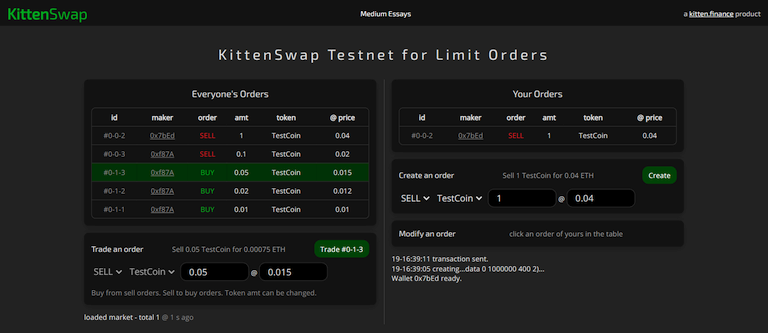 KittenSwap Medium Essays a kitten.finance product
KittenSwap Testnet for Limit Orders
Everyone's Orders
id maker order amt token @ price
#0-0-2 0x7bEd SELL 1 TestCoin 0.04
#0-0-3 0xf87A SELL 0.1 TestCoin 0.02
#0-1-3 0xf87A BUY 0.05 TestCoin 0.015
#0-1-2 0xf87A BUY 0.02 TestCoin 0.012
#0-1-1 0xf87A BUY 0.01 TestCoin 0.01
Trade an order Sell 0.05 TestCoin for 0.00075 ETH Trade #0-1-3
SELL TestCoin 0.05 @ 0.015
Buy from sell orders. Sell to buy orders. Token amt can be changed.
loaded market - total 1 @ 1 s ago
Your Orders
id maker order amt token @ price
#0-0-2 0x7bEd SELL 1 TestCoin 0.04
Create an order Sell 1 TestCoin for 0.04 ETH Create
SELL TestCoin 1 @ 0.04
Modify an order click an order of yours in the table
19-16:39:11 transaction sent.
19-16:39:05 creating...data 0 1000000 400 2)...
Wallet 0x7bEd ready.